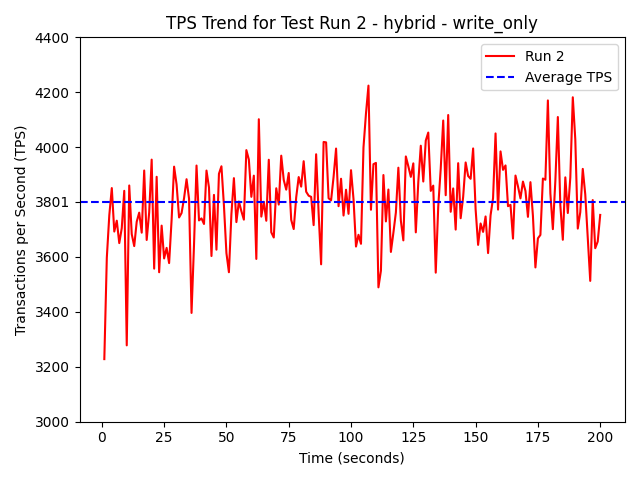 TPS Trend for Test Run 2 - hybrid - write_only
Run 2
Average TPS
Transactions per Second (TPS)
4400
4200
4000
3801
3600
3400
3200
3000
0 25 50 75 100 125 150 175 200
Time (seconds)